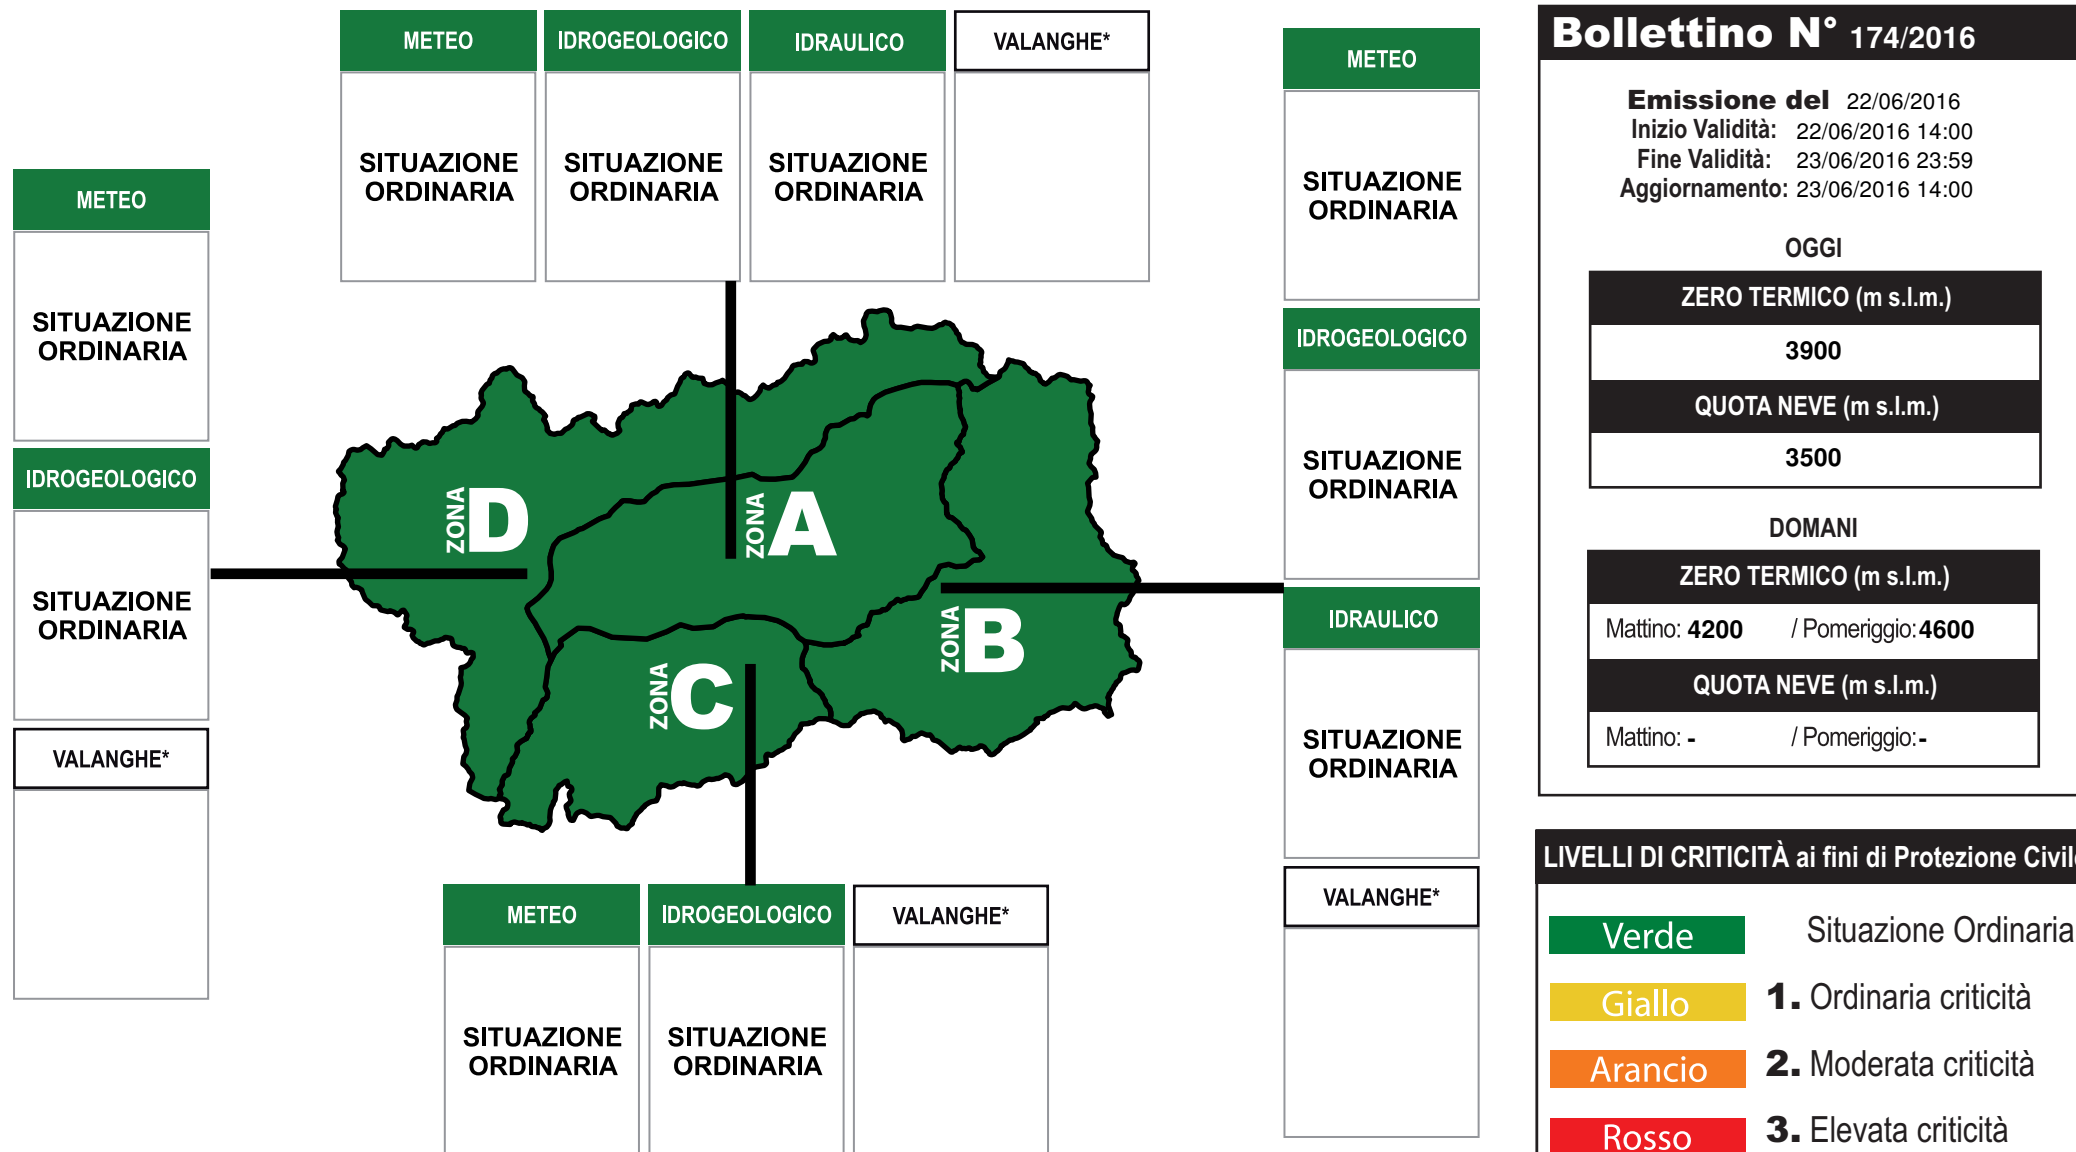 METEO
IDROGEOLOGICO
IDRAULICO
VALANGHE*
SITUAZIONE
ORDINARIA
SITUAZIONE
ORDINARIA
SITUAZIONE
ORDINARIA
METEO
SITUAZIONE
ORDINARIA
IDROGEOLOGICO
SITUAZIONE
ORDINARIA
VALANGHE*
ZONA D
ZONA A
ZONA B
ZONA C
METEO
SITUAZIONE
ORDINARIA
IDROGEOLOGICO
SITUAZIONE
ORDINARIA
IDRAULICO
SITUAZIONE
ORDINARIA
VALANGHE*
METEO
IDROGEOLOGICO
VALANGHE*
SITUAZIONE
ORDINARIA
SITUAZIONE
ORDINARIA
Bollettino N° 174/2016
Emissione del 22/06/2016
Inizio Validità: 22/06/2016 14:00
Fine Validità: 23/06/2016 23:59
Aggiornamento: 23/06/2016 14:00
OGGI
ZERO TERMICO (m s.l.m.)
3900
QUOTA NEVE (m s.l.m.)
3500
DOMANI
ZERO TERMICO (m s.l.m.)
Mattino: 4200 / Pomeriggio: 4600
QUOTA NEVE (m s.l.m.)
Mattino: - / Pomeriggio: -
LIVELLI DI CRITICITÀ ai fini di Protezione Civile
Verde Situazione Ordinaria
Giallo 1. Ordinaria criticità
Arancio 2. Moderata criticità
Rosso 3. Elevata criticità